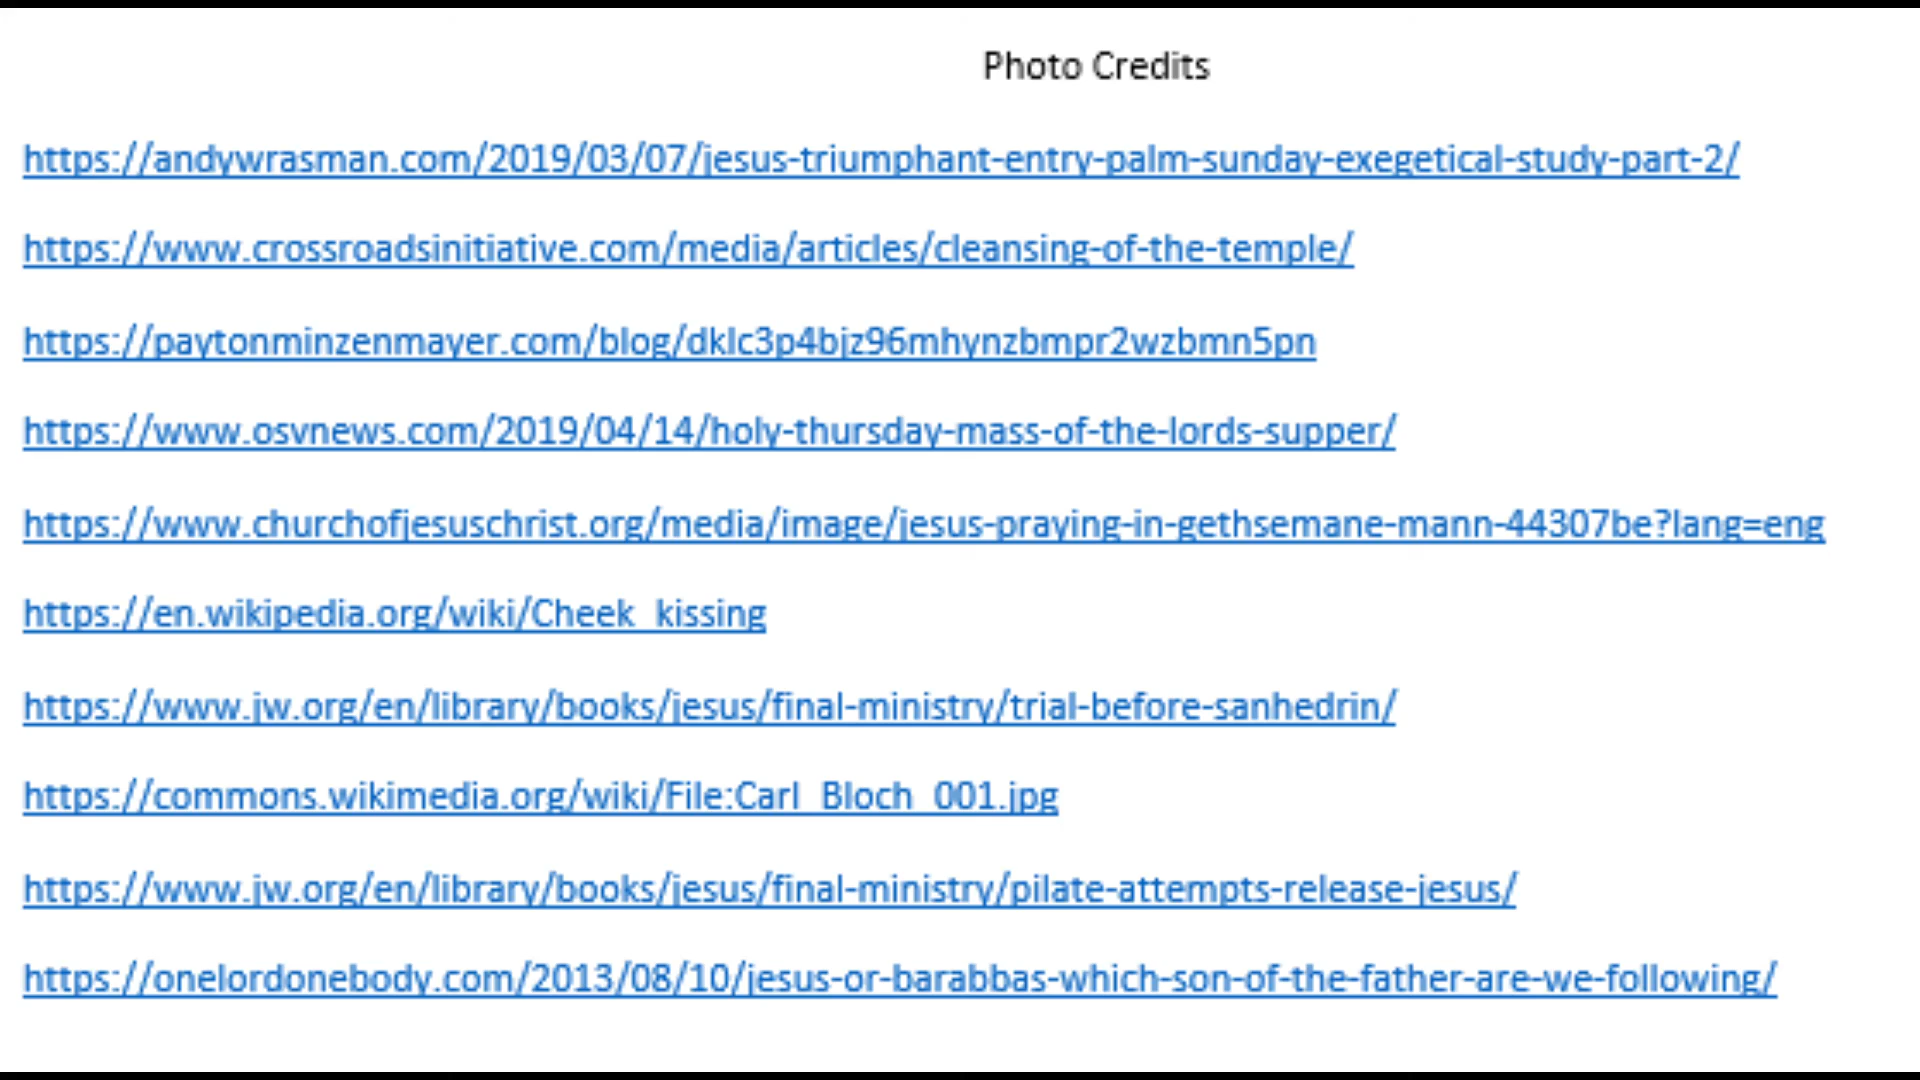 Photo Credits
https://andywrasman.com/2019/03/07/jesus-triumphant-entry-palm-sunday-exegetical-study-part-2/
https://www.crossroadsinitiative.com/media/articles/cleansing-of-the-temple/
https://paytonminzenmayer.com/blog/dklc3p4bjz96mhynzbmpr2wzbmn5pn
https://www.osvnews.com/2019/04/14/holy-thursday-mass-of-the-lords-supper/
https://www.churchofjesuschrist.org/media/image/jesus-praying-in-gethsemane-mann-44307be?lang=eng
https://en.wikipedia.org/wiki/Cheek_kissing
https://www.jw.org/en/library/books/jesus/final-ministry/trial-before-sanhedrin/
https://commons.wikimedia.org/wiki/File:Carl_Bloch_001.jpg
https://www.jw.org/en/library/books/jesus/final-ministry/pilate-attempts-release-jesus/
https://onelordonebody.com/2013/08/10/jesus-or-barabbas-which-son-of-the-father-are-we-following/